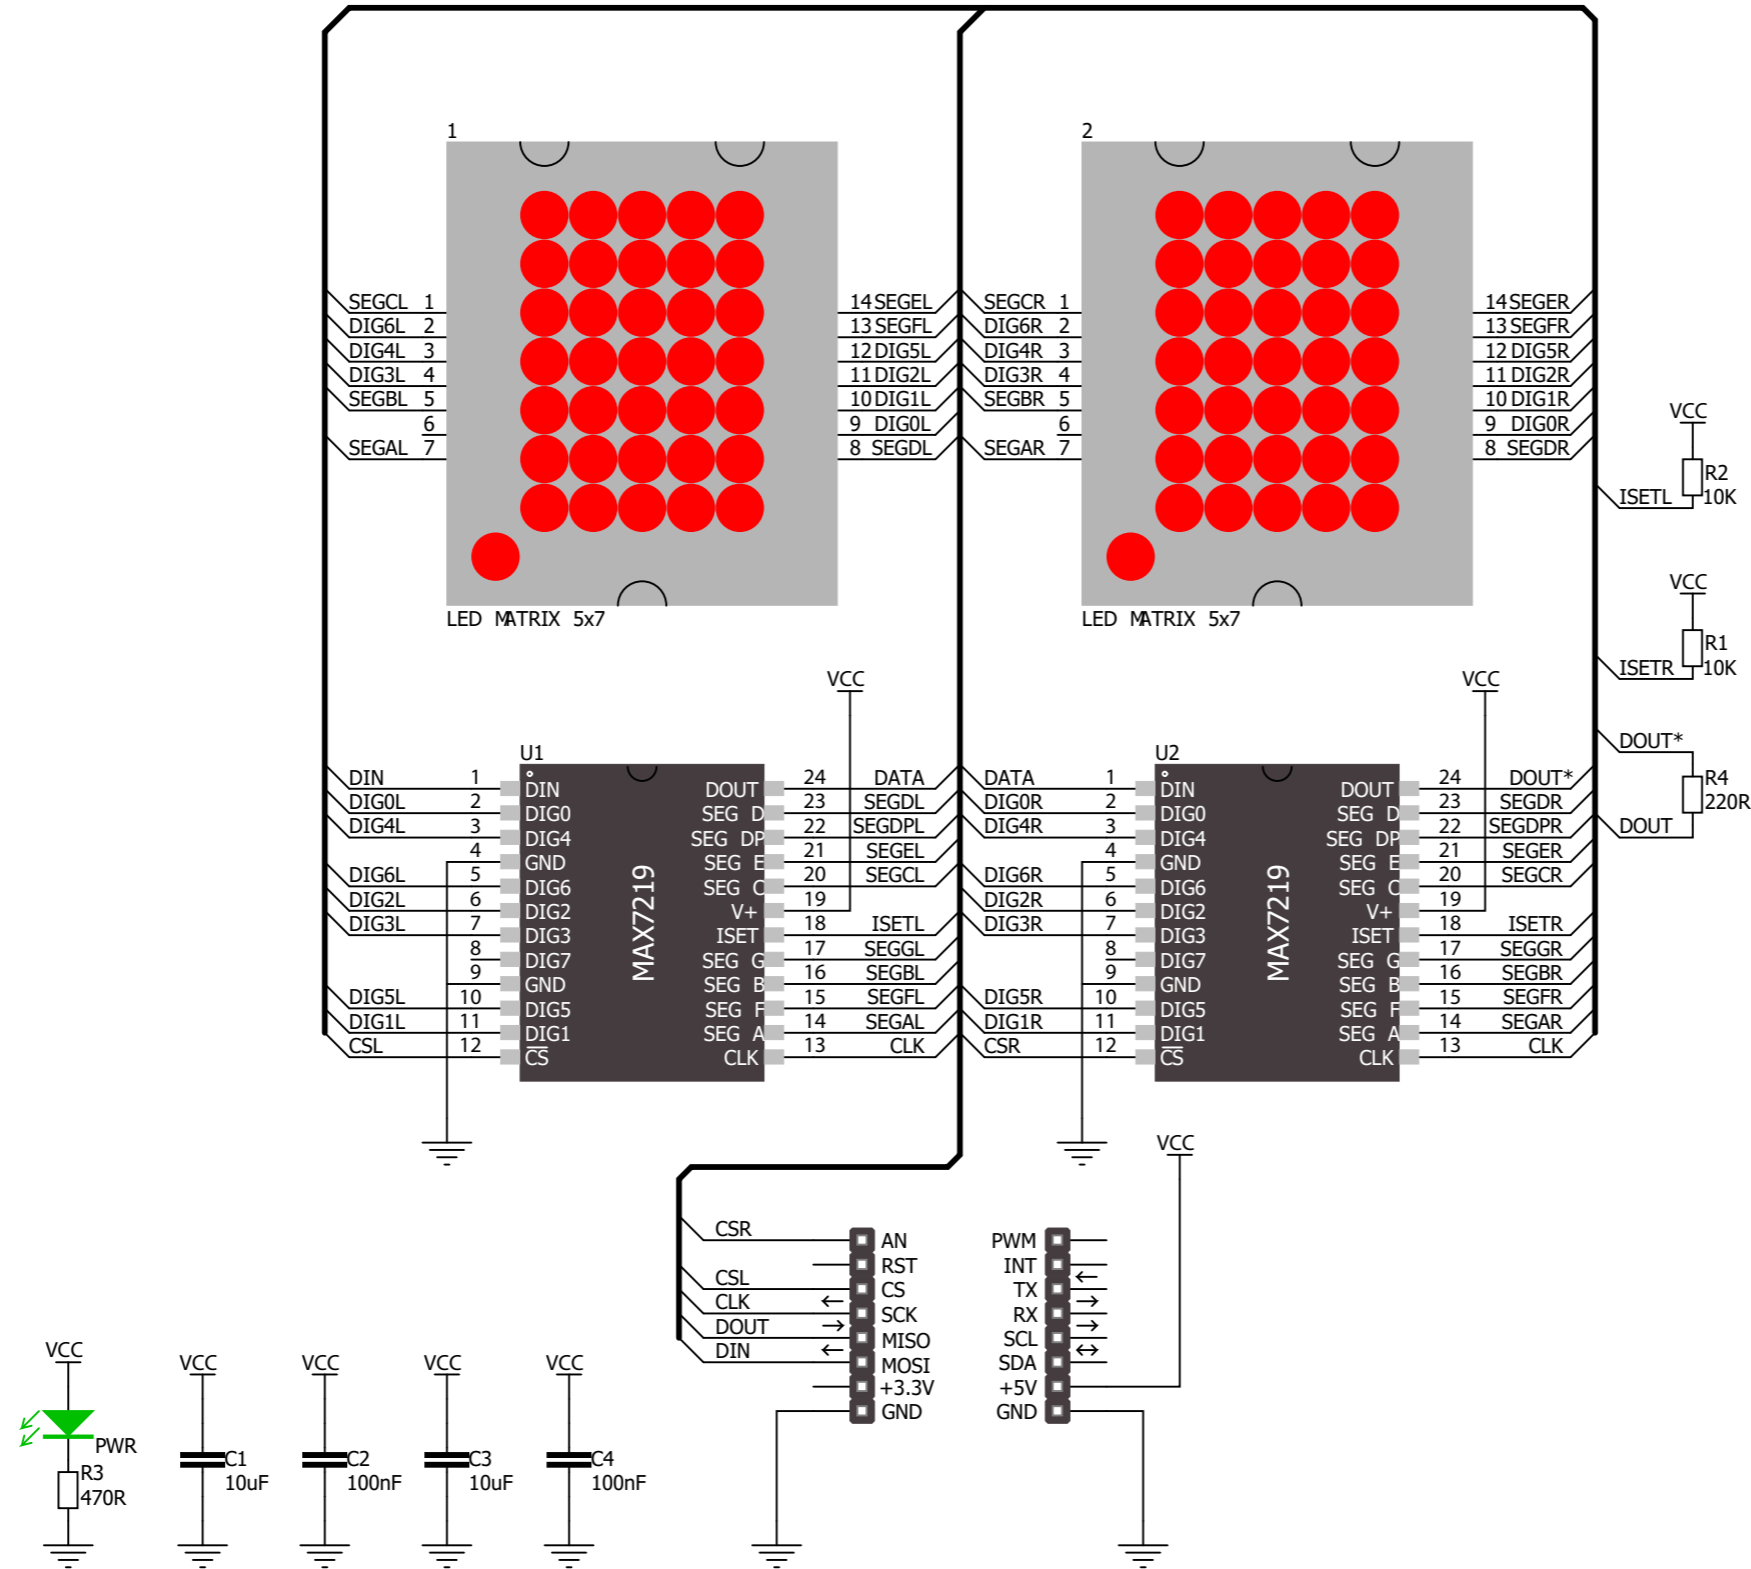 1
SEGCL 1
DIG6L 2
DIG4L 3
DIG3L 4
SEGBL 5
6
SEGAL 7
14 SEGEL
13 SEGFL
12 DIG5L
11 DIG2L
10 DIG1L
9 DIG0L
8 SEGDL
LED MATRIX 5x7
2
SEGCR 1
DIG6R 2
DIG4R 3
DIG3R 4
SEGBR 5
6
SEGAR 7
14 SEGER
13 SEGFR
12 DIG5R
11 DIG2R
10 DIG1R
9 DIG0R
8 SEGDR
LED MATRIX 5x7
VCC
R2
10K
ISETL
VCC
R1
10K
ISETR
DOUT*
R4
220R
DOUT
VCC
U1
DIN 1 DIN
DIG0L 2 DIG0
DIG4L 3 DIG4
4 GND
DIG6L 5 DIG6
DIG2L 6 DIG2
DIG3L 7 DIG3
8 DIG7
9 GND
DIG5L 10 DIG5
DIG1L 11 DIG1
CSL 12 CS
MAX7219
DOUT 24 DATA
SEG D 23 SEGDL
SEG DP 22 SEGDPL
SEG E 21 SEGEL
SEG C 20 SEGCL
V+ 19
ISET 18 ISETL
SEG G 17 SEGGL
SEG B 16 SEGBL
SEG F 15 SEGFL
SEG A 14 SEGAL
CLK 13 CLK
VCC
U2
DATA 1 DIN
DIG0R 2 DIG0
DIG4R 3 DIG4
4 GND
DIG6R 5 DIG6
DIG2R 6 DIG2
DIG3R 7 DIG3
8 DIG7
9 GND
DIG5R 10 DIG5
DIG1R 11 DIG1
CSR 12 CS
MAX7219
DOUT 24 DOUT*
SEG D 23 SEGDR
SEG DP 22 SEGDPR
SEG E 21 SEGER
SEG C 20 SEGCR
V+ 19
ISET 18 ISETR
SEG G 17 SEGGR
SEG B 16 SEGBR
SEG F 15 SEGFR
SEG A 14 SEGAR
CLK 13 CLK
VCC
CSR AN
RST
CSL CS
CLK SCK
DOUT MISO
DIN MOSI
+3.3V
GND
PWM
INT
TX
RX
SCL
SDA
+5V
GND
VCC
PWR
R3
470R
VCC
C1
10uF
VCC
C2
100nF
VCC
C3
10uF
VCC
C4
100nF